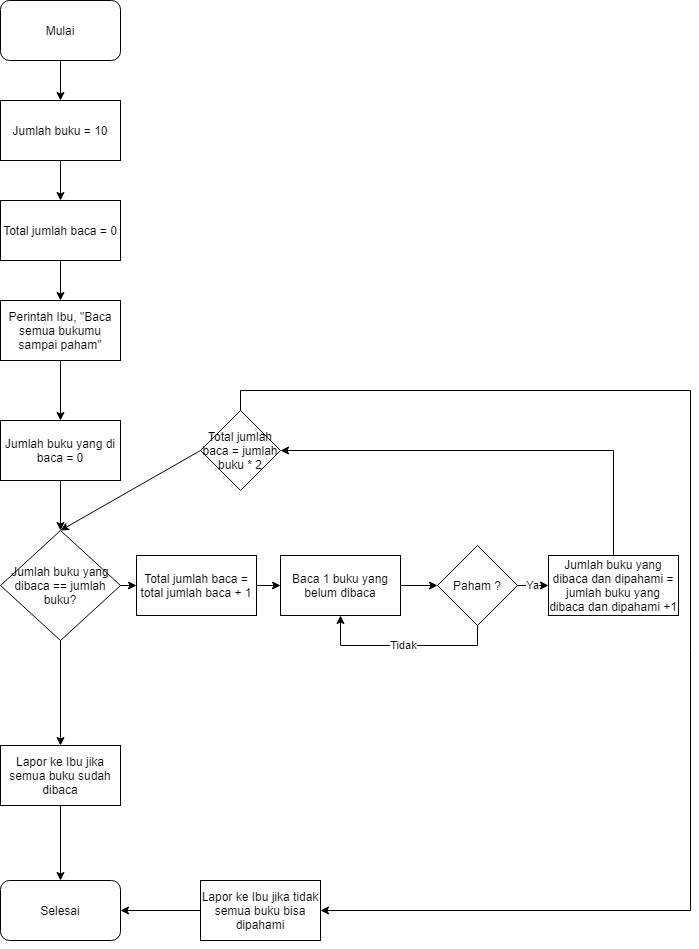 Mulai
Jumlah buku = 10
Total jumlah baca = 0
Perintah Ibu, "Baca
semua bukumu
sampai paham"
Jumlah buku yang di
baca = 0
Total jumlah
baca = jumlah
buku * 2
Jumlah buku yang
dibaca == jumlah
buku?
Total jumlah baca =
total jumlah baca + 1
Baca 1 buku yang
belum dibaca
Paham ?
Ya
Jumlah buku yang
dibaca dan dipahami =
jumlah buku yang
dibaca dan dipahami +1
Tidak
Lapor ke Ibu jika
semua buku sudah
dibaca
Selesai
Lapor ke Ibu jika tidak
semua buku bisa
dipahami